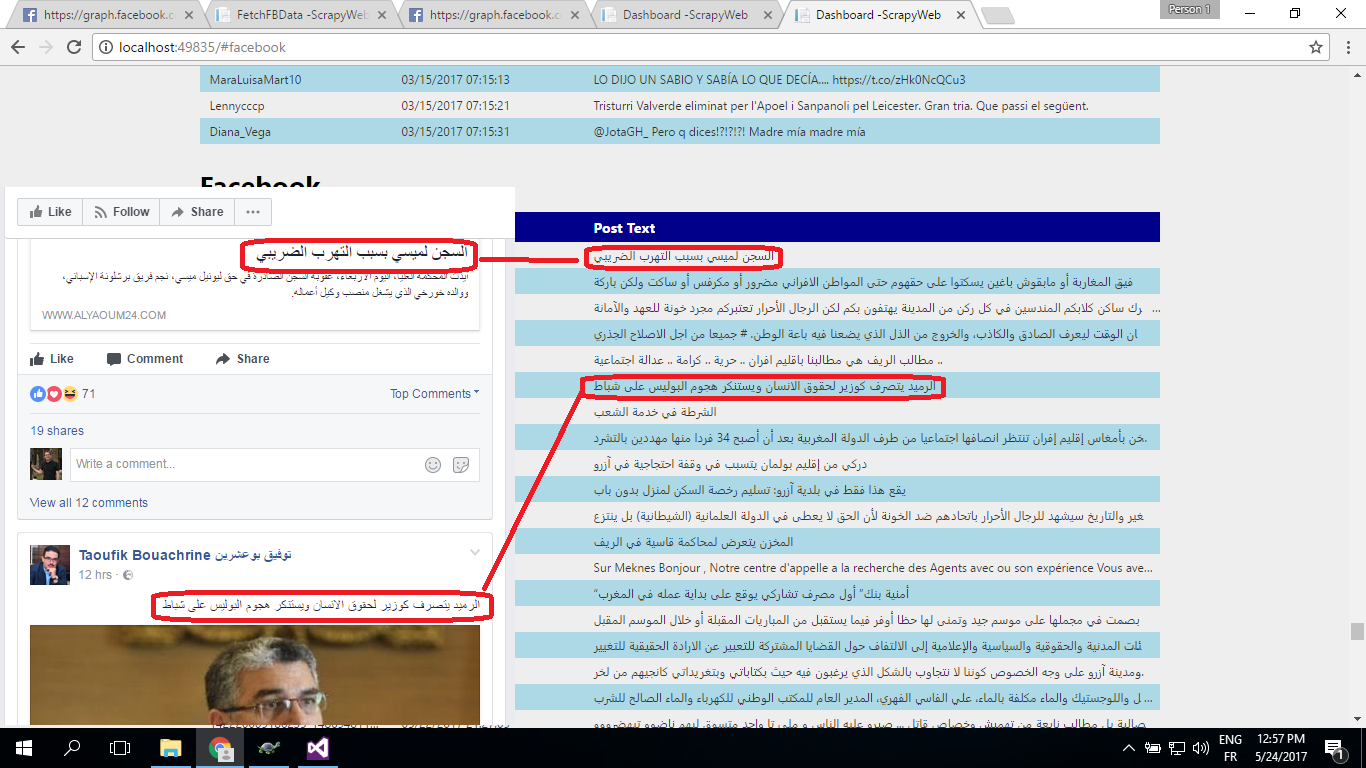 https://graph.facebook.c
FetchFBData -ScrapyWeb
https://graph.facebook.c
Dashboard -ScrapyWeb
Dashboard -ScrapyWeb
Person 1
localhost:49835/#facebook
MaraLuisaMart10 03/15/2017 07:15:13 LO DIJO UN SABIO Y SABÍA LO QUE DECÍA.... https://t.co/zHk0NcQCu3
Lennycccp 03/15/2017 07:15:21 Tristurri Valverde eliminat per l'Apoel i Sanpanoli pel Leicester. Gran tria. Que passi el següent.
Diana_Vega 03/15/2017 07:15:31 @JotaGH_ Pero q dices!?!?!?! Madre mía madre mía
Facebook
Like Follow Share
السجن لميسي بسبب التهرب الضريبي
أيدت المحكمة العليا، اليوم الأربعاء، عقوبة السجن الصادرة في حق ليونيل ميسي، نجم فريق برشلونة الإسباني،
ووالده خورخي الذي يشغل منصب وكيل أعماله.
WWW.ALYAOUM24.COM
Like Comment Share
71 Top Comments
19 shares
Write a comment...
View all 12 comments
Taoufik Bouachrine توفيق بوعشرين
12 hrs ·
الرميد يتصرف كوزير لحقوق الانسان ويستنكر هجوم البوليس على شباط
Post Text
السجن لميسي بسبب التهرب الضريبي
فيق المغاربة أو مابقوش باغين يسكتوا على حقهوم حتى المواطن الافراني مضرور أو مكرفس أو ساكت ولكن باركة
رك ساكن كلابكم المندسين في كل ركن من المدينة يهتفون بكم لكن الرجال الأحرار تعتبركم مجرد خونة للعهد والآمانة ...
ان الوقت ليعرف الصادق والكاذب، والخروج من الذل الذي يضعنا فيه باعة الوطن. # جميعا من اجل الاصلاح الجذري
مطالب الريف هي مطالبنا باقليم افران .. حرية .. كرامة .. عدالة اجتماعية ..
الرميد يتصرف كوزير لحقوق الانسان ويستنكر هجوم البوليس على شباط
الشرطة في خدمة الشعب
خن بأمغاس إقليم إفران تنتظر انصافها اجتماعيا من طرف الدولة المغربية بعد أن أصبح 34 فردا منها مهددين بالتشرد
دركي من إقليم بولمان يتسبب في وقفة احتجاجية في آزرو
يقع هذا فقط في بلدية آزرو: تسليم رخصة السكن لمنزل بدون باب
غير والتاريخ سيشهد للرجال الأحرار باتحادهم ضد الخونة لأن الحق لا يعطى في الدولة العلمانية (الشيطانية) بل ينتزع
المخزن يتعرض لمحاكمة قاسية في الريف
Sur Meknes Bonjour , Notre centre d'appelle a la recherche des Agents avec ou son expérience Vous ave...
“أمنية بنك” أول مصرف تشاركي يوقع على بداية عمله في المغرب
بصمت في مجملها على موسم جيد وتمنى لها حظا أوفر فيما يستقبل من المباريات المقبلة أو خلال الموسم المقبل
ئات المدنية والحقوقية والسياسية والإعلامية إلى الالتفاف حول القضايا المشتركة للتعبير عن الارادة الحقيقية للتغيير
ومدينة آزرو على وجه الخصوص كوننا لا نتجاوب بالشكل الذي يرغبون فيه حيث بكتاباتي وبتغريداتي كانجيهم من لخر
ل واللوجستيك والماء مكلفة بالماء، علي الفاسي الفهري، المدير العام للمكتب الوطني للكهرباء والماء الصالح للشرب ...
ENG
FR
12:57 PM
5/24/2017
1